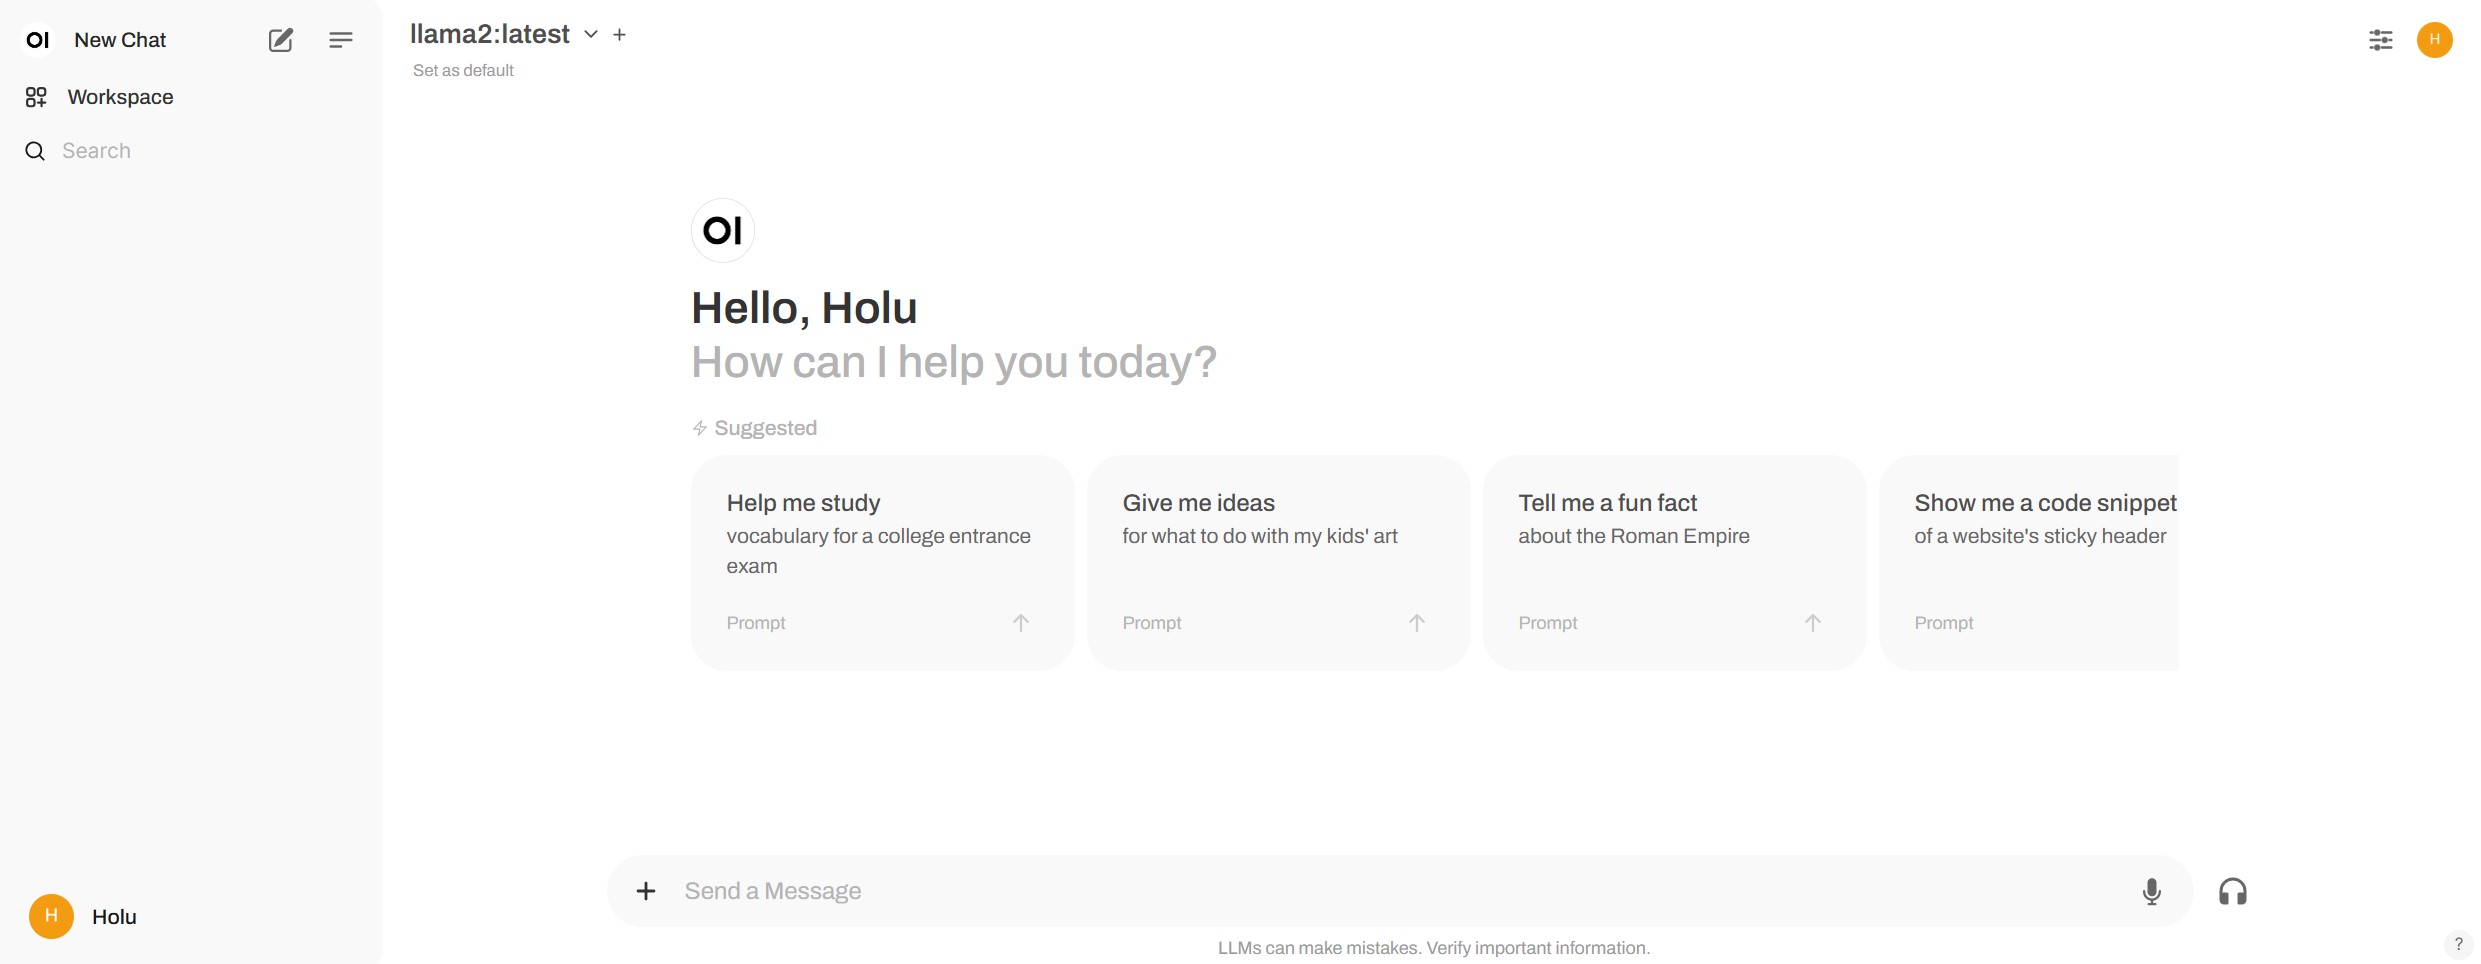 OI New Chat
Workspace
Search
H Holu
llama2:latest
Set as default
H
OI
Hello, Holu
How can I help you today?
Suggested
Help me study
vocabulary for a college entrance
exam
Prompt
Give me ideas
for what to do with my kids' art
Prompt
Tell me a fun fact
about the Roman Empire
Prompt
Show me a code snippet
of a website's sticky header
Prompt
Send a Message
LLMs can make mistakes. Verify important information.
?